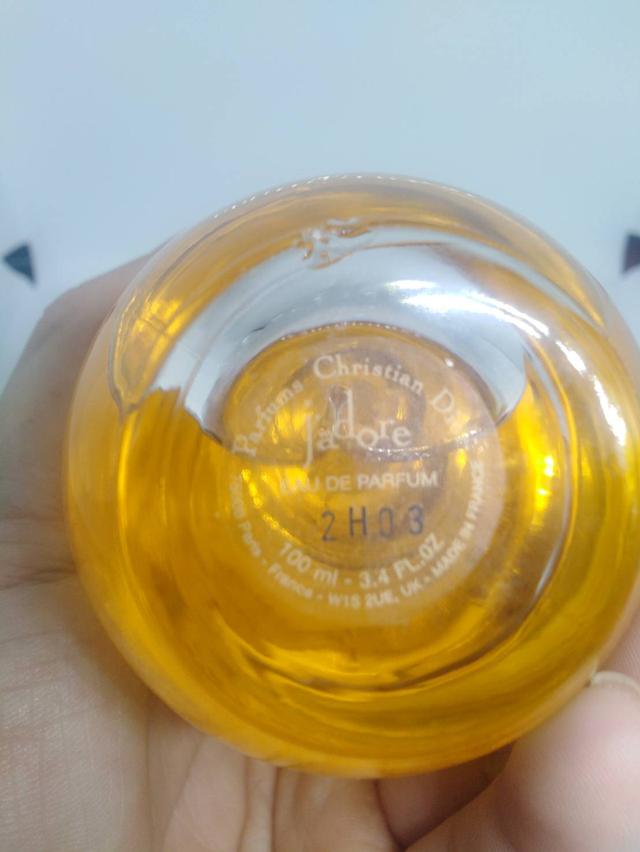 Parfums Christian D
J'adore
EAU DE PARFUM
2H03
100 ml - 3.4 FL.OZ
Paris - France - W1S 2UE, UK - MADE IN FRANCE